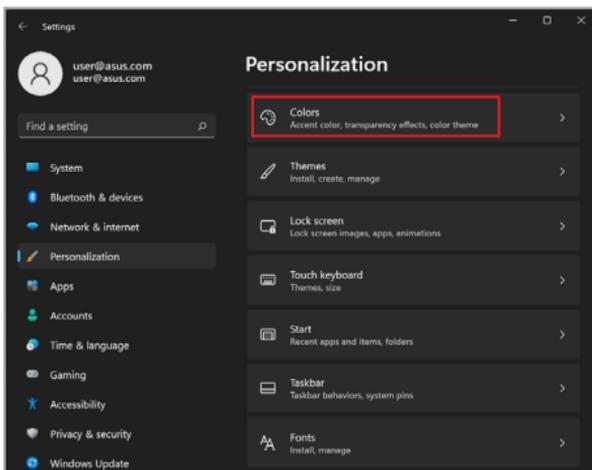 Settings
user@asus.com
user@asus.com
Find a setting
System
Bluetooth & devices
Network & internet
Personalization
Apps
Accounts
Time & language
Gaming
Accessibility
Privacy & security
Windows Update
Personalization
Colors
Accent color, transparency effects, color theme
Themes
Install, create, manage
Lock screen
Lock screen images, apps, animations
Touch keyboard
Themes, size
Start
Recent apps and items, folders
Taskbar
Taskbar behaviors, system pins
Fonts
Install, manage